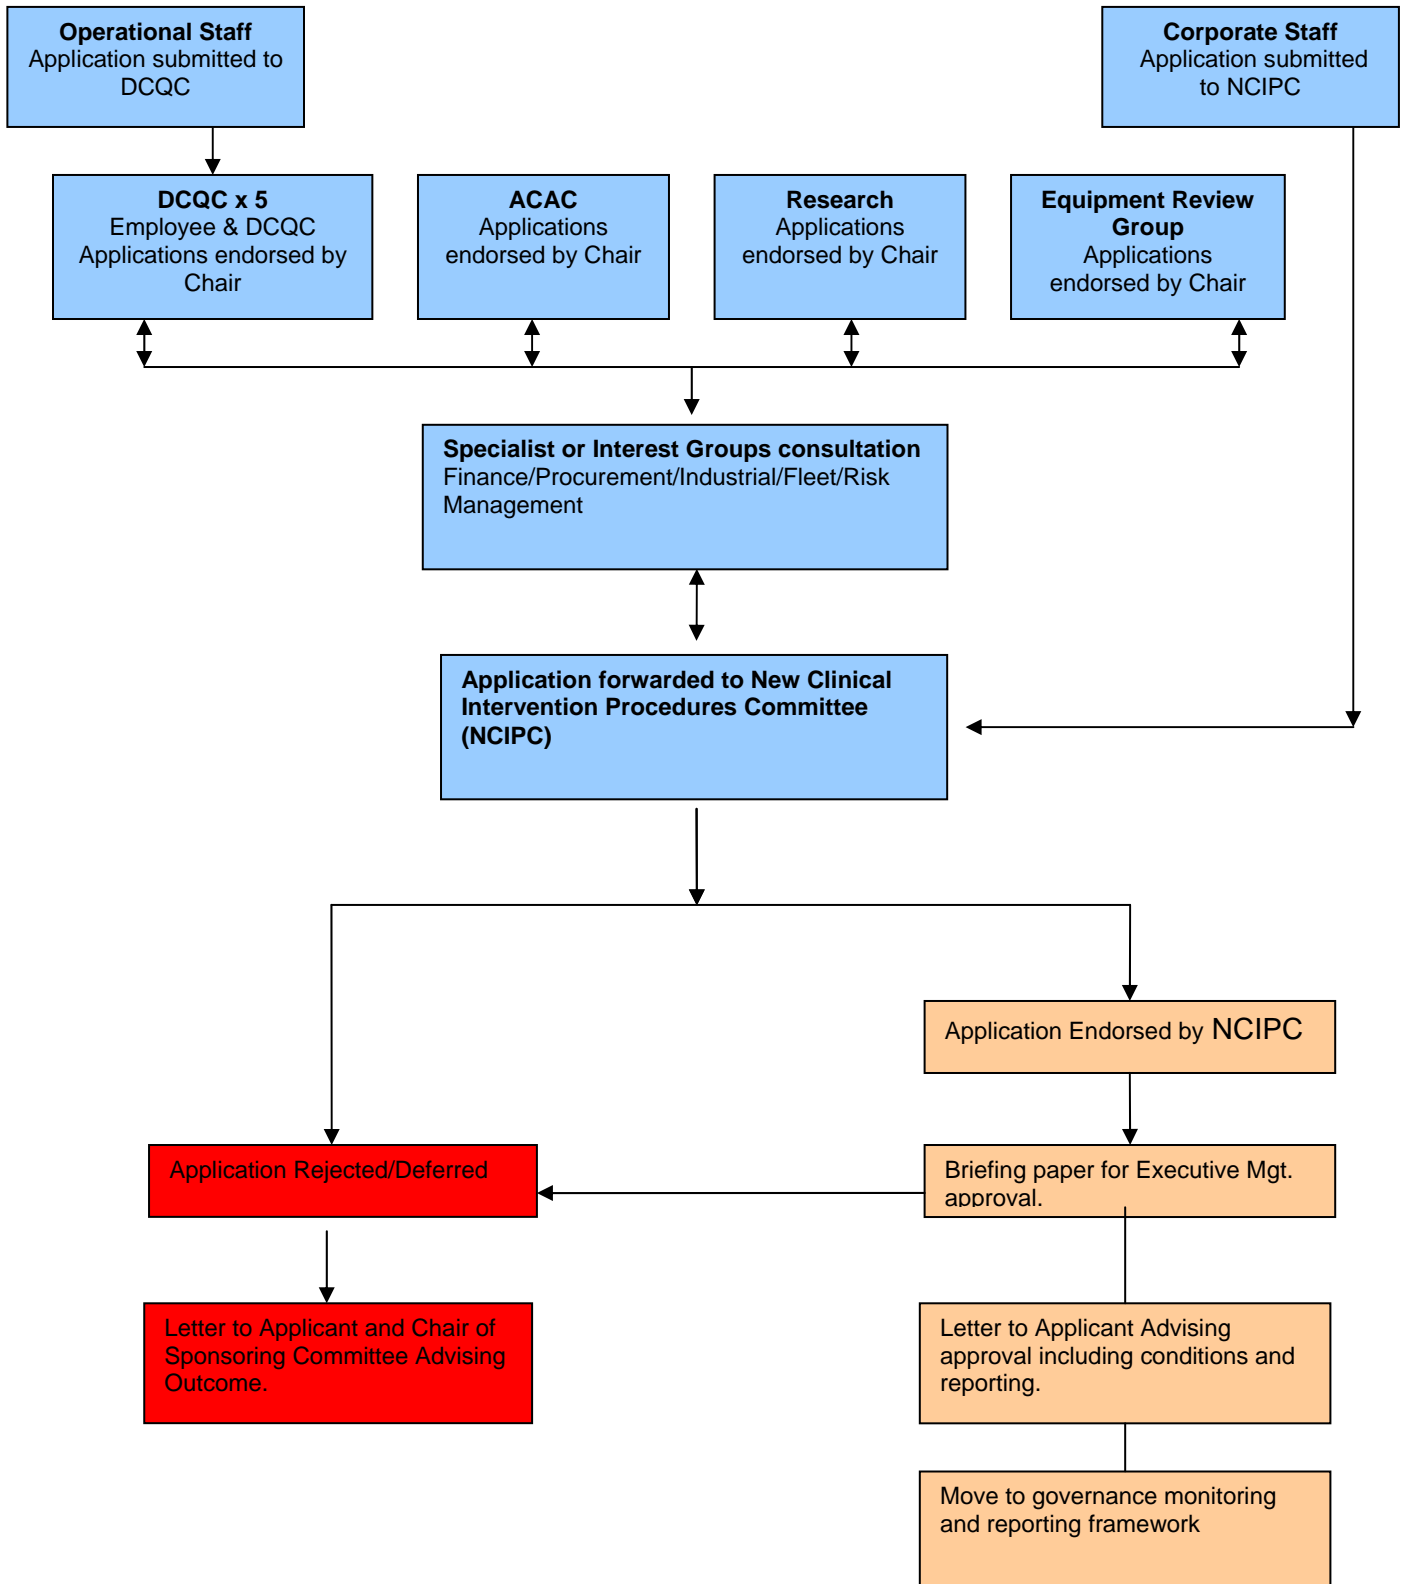 Operational Staff
Application submitted to
DCQC
Corporate Staff
Application submitted
to NCIPC
DCQC x 5
Employee & DCQC
Applications endorsed by
Chair
ACAC
Applications
endorsed by Chair
Research
Applications
endorsed by Chair
Equipment Review
Group
Applications
endorsed by Chair
Specialist or Interest Groups consultation
Finance/Procurement/Industrial/Fleet/Risk
Management
Application forwarded to New Clinical
Intervention Procedures Committee
(NCIPC)
Application Endorsed by NCIPC
Application Rejected/Deferred
Briefing paper for Executive Mgt.
approval.
Letter to Applicant and Chair of
Sponsoring Committee Advising
Outcome.
Letter to Applicant Advising
approval including conditions and
reporting.
Move to governance monitoring
and reporting framework